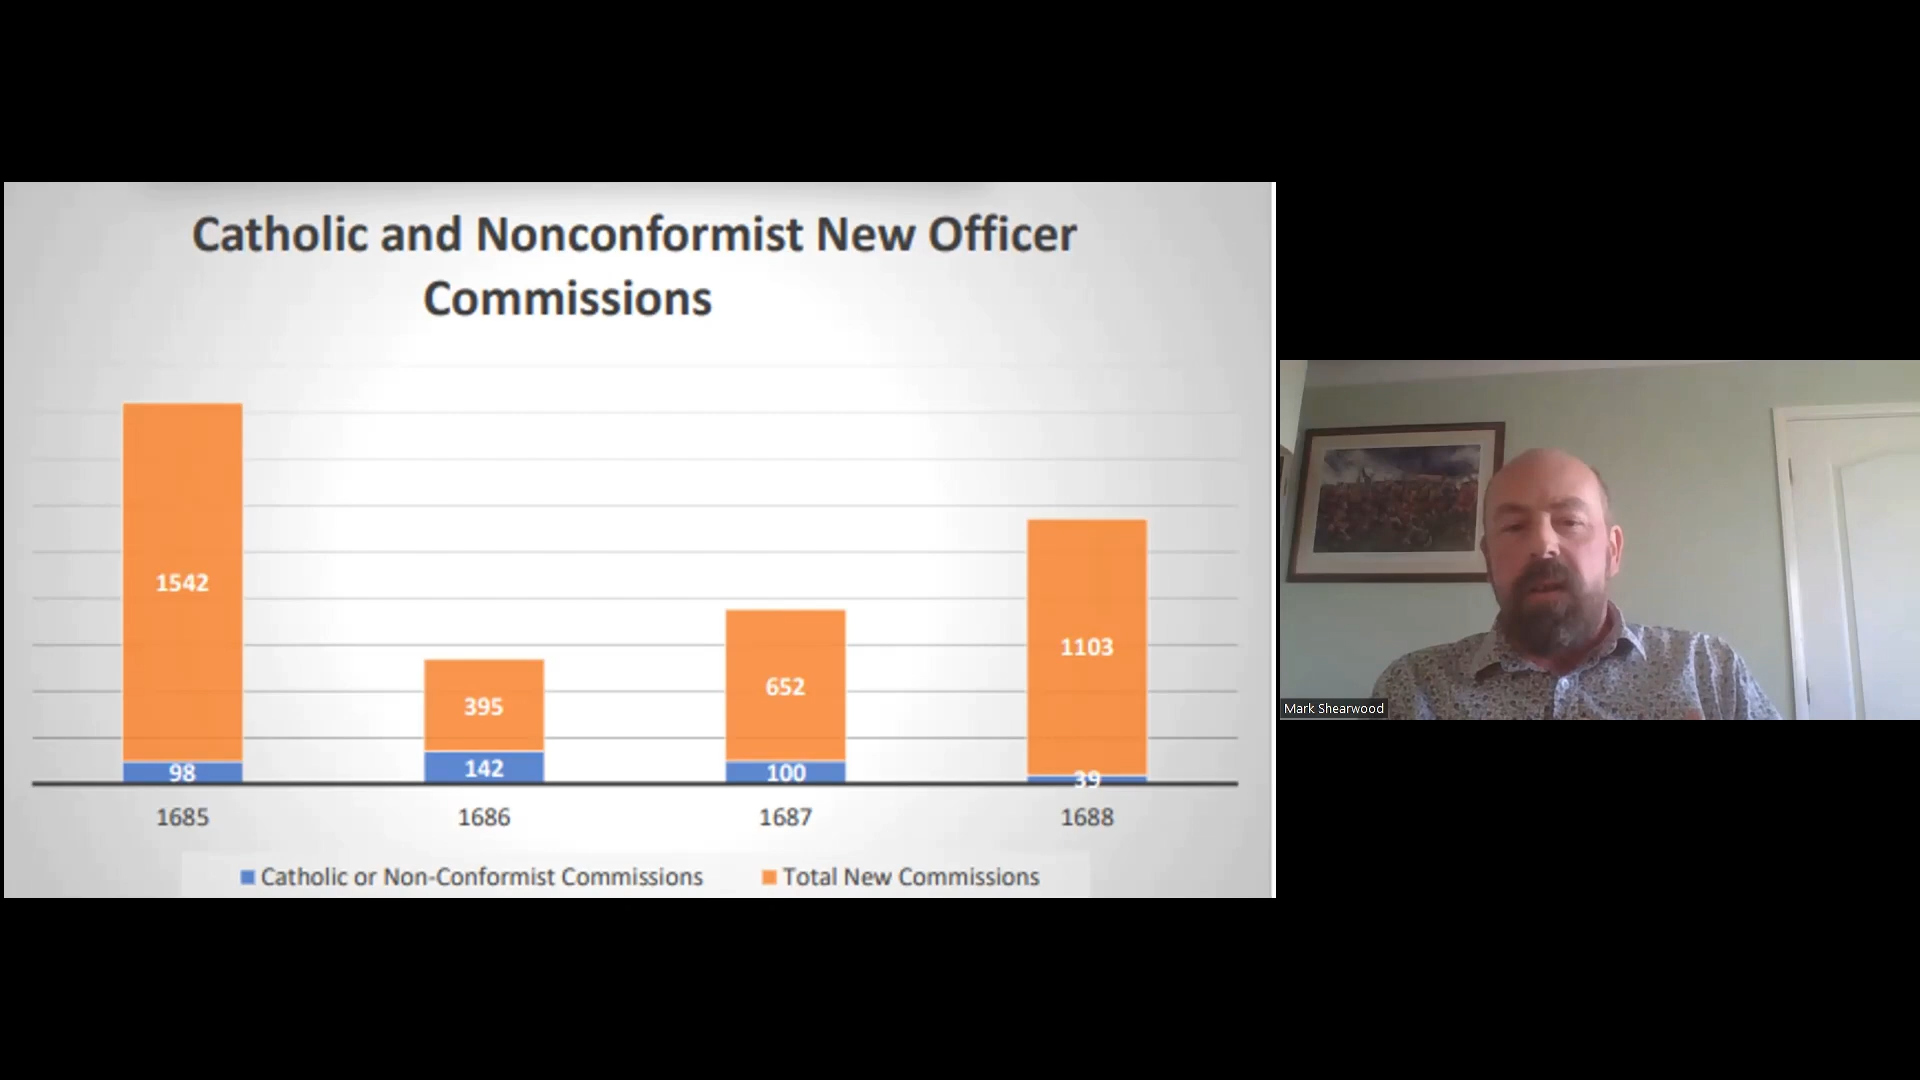 Catholic and Nonconformist New Officer
Commissions
1542
98
395
142
652
100
1103
39
1685
1686
1687
1688
Catholic or Non-Conformist Commissions
Total New Commissions
Mark Shearwood